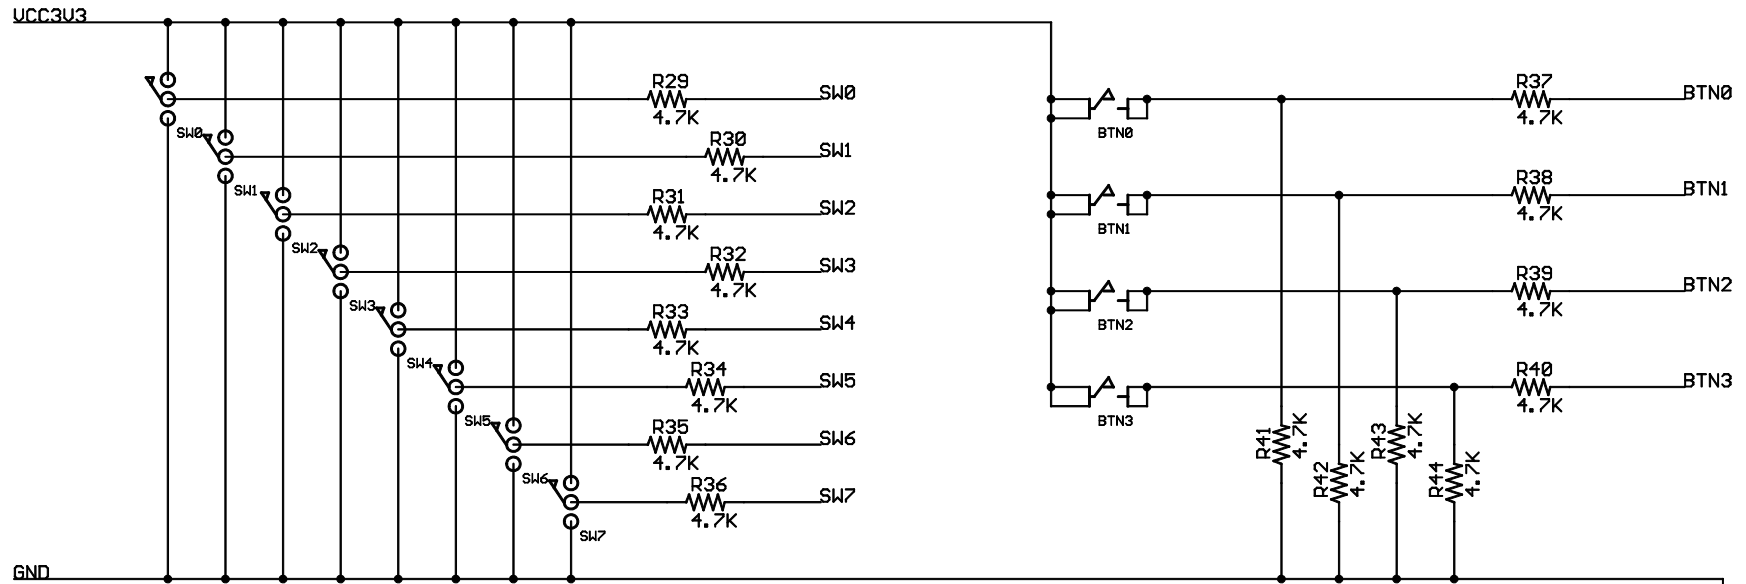 VCC3V3
R29
SW0
4.7K
SW0
R30
SW1
4.7K
SW1
R31
SW2
4.7K
SW2
R32
SW3
4.7K
SW3
R33
SW4
4.7K
SW4
R34
SW5
4.7K
SW5
R35
SW6
4.7K
SW6
R36
SW7
4.7K
SW7
BTN0
R37
4.7K
BTN0
BTN1
R38
4.7K
BTN1
BTN2
R39
4.7K
BTN2
BTN3
R40
4.7K
BTN3
R41
4.7K
R42
4.7K
R43
4.7K
R44
4.7K
GND